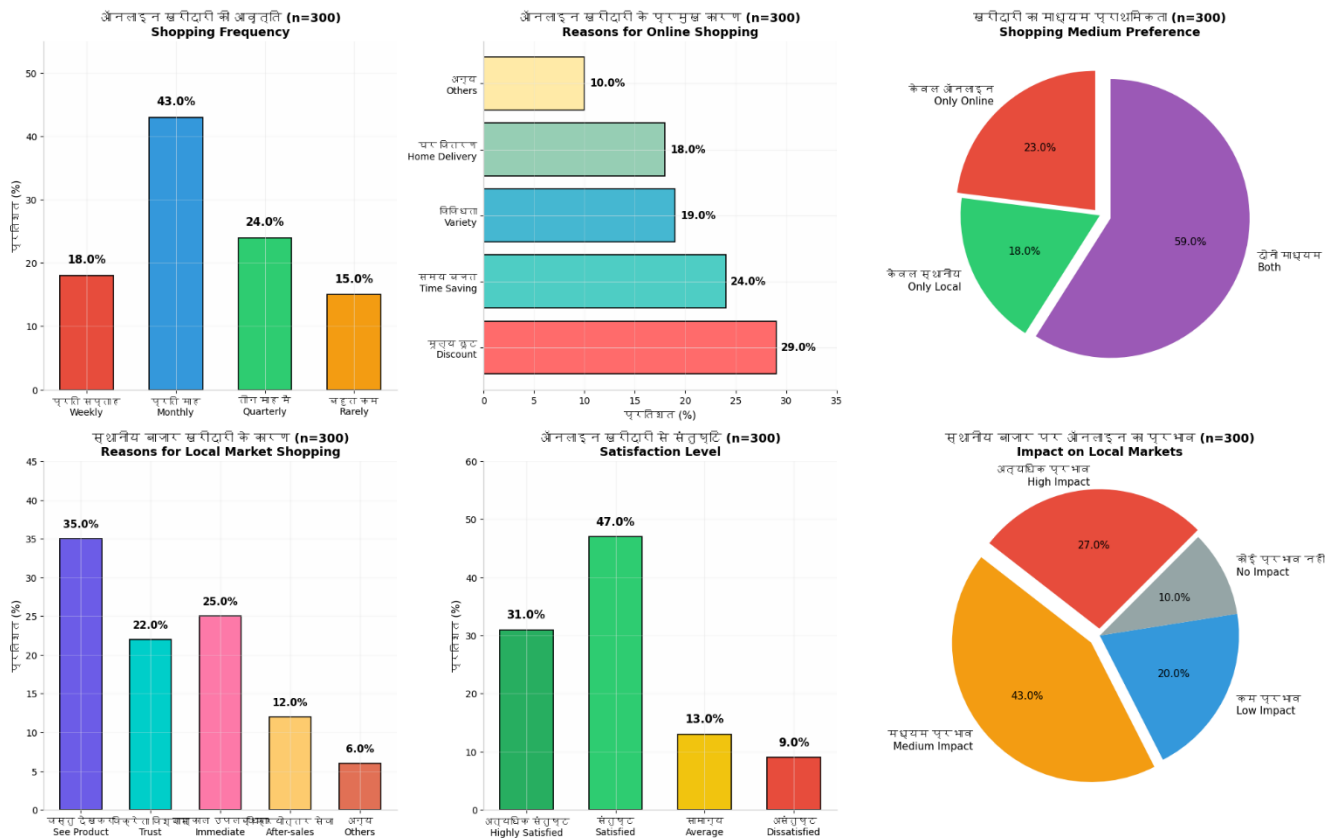 ऑनलाइन खरीदारी की आवृत्ति (n=300)
Shopping Frequency
प्रतिशत (%)
50
40
30
20
10
0
18.0%
43.0%
24.0%
15.0%
प्रति सप्ताह
Weekly
प्रति माह
Monthly
तीन माह में
Quarterly
बहुत कम
Rarely
ऑनलाइन खरीदारी के प्रमुख कारण (n=300)
Reasons for Online Shopping
अन्य
Others
10.0%
घर वितरण
Home Delivery
18.0%
विविधता
Variety
19.0%
समय बचत
Time Saving
24.0%
मूल्य छूट
Discount
29.0%
0 5 10 15 20 25 30 35
प्रतिशत (%)
खरीदारी का माध्यम प्राथमिकता (n=300)
Shopping Medium Preference
केवल ऑनलाइन
Only Online
23.0%
केवल स्थानीय
Only Local
18.0%
दोनों माध्यम
Both
59.0%
स्थानीय बाजार खरीदारी के कारण (n=300)
Reasons for Local Market Shopping
प्रतिशत (%)
45
40
35
30
25
20
15
10
5
0
35.0%
22.0%
25.0%
12.0%
6.0%
वस्तु देखकर
See Product
Trust
Immediate
After-sales
अन्य
Others
ऑनलाइन खरीदारी से संतुष्टि (n=300)
Satisfaction Level
प्रतिशत (%)
60
50
40
30
20
10
0
31.0%
47.0%
13.0%
9.0%
अत्यधिक संतुष्ट
Highly Satisfied
संतुष्ट
Satisfied
सामान्य
Average
असंतुष्ट
Dissatisfied
स्थानीय बाजार पर ऑनलाइन का प्रभाव (n=300)
Impact on Local Markets
अत्यधिक प्रभाव
High Impact
27.0%
कोई प्रभाव नहीं
No Impact
10.0%
कम प्रभाव
Low Impact
20.0%
मध्यम प्रभाव
Medium Impact
43.0%